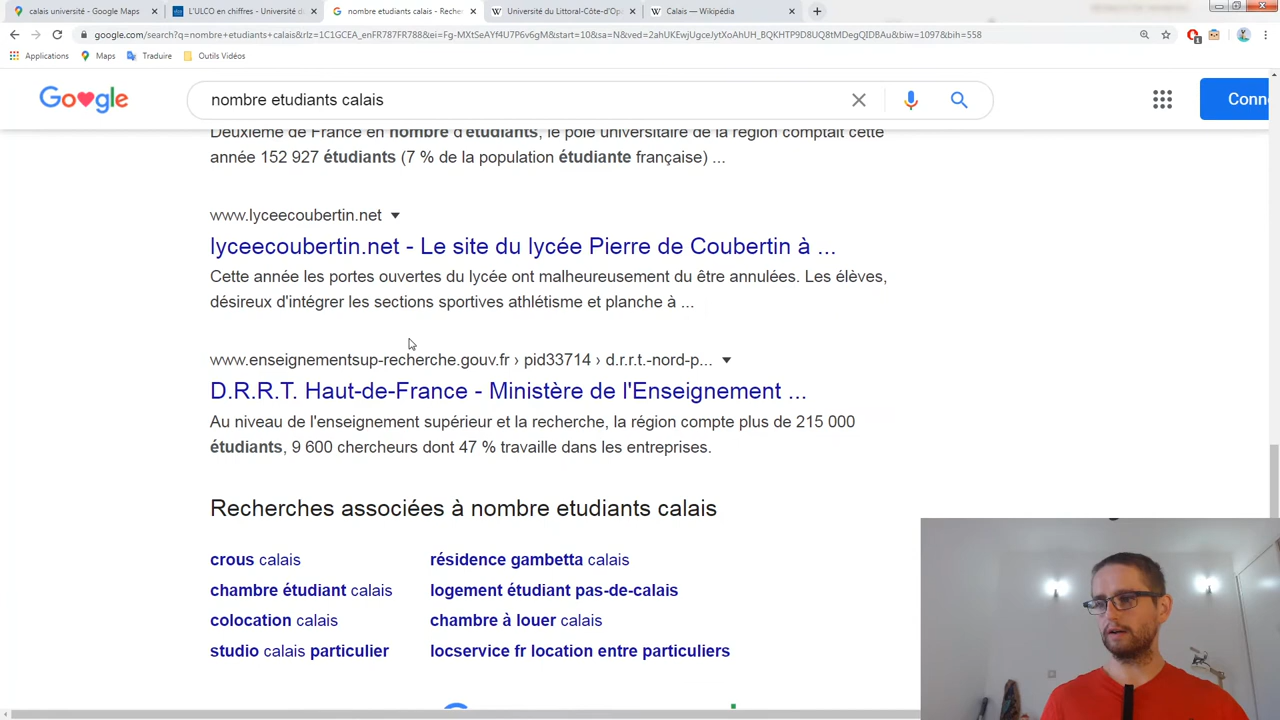 calais université - Google Maps
L'ULCO en chiffres - Université d
nombre etudiants calais - Recher
Université du Littoral-Côte-d'Op
Calais — Wikipédia
google.com/search?q=nombre+etudiants+calais&rlz=1C1GCEA_enFR787FR788&ei=Fg-MXtSeAYf4U7P6v6gM&start=10&sa=N&ved=2ahUKEwjUgceJytXoAhUH_BQKHTP9D8UQ8tMDegQIDBAu&biw=1097&bih=558
Applications
Maps
Traduire
Outils Vidéos
Google
nombre etudiants calais
Conn
Deuxième de France en nombre d'étudiants, le pôle universitaire de la région comptait cette
année 152 927 étudiants (7 % de la population étudiante française) ...
www.lyceecoubertin.net
lyceecoubertin.net - Le site du lycée Pierre de Coubertin à ...
Cette année les portes ouvertes du lycée ont malheureusement du être annulées. Les élèves,
désireux d'intégrer les sections sportives athlétisme et planche à ...
www.enseignementsup-recherche.gouv.fr › pid33714 › d.r.r.t.-nord-p...
D.R.R.T. Haut-de-France - Ministère de l'Enseignement ...
Au niveau de l'enseignement supérieur et la recherche, la région compte plus de 215 000
étudiants, 9 600 chercheurs dont 47 % travaille dans les entreprises.
Recherches associées à nombre etudiants calais
crous calais
résidence gambetta calais
chambre étudiant calais
logement étudiant pas-de-calais
colocation calais
chambre à louer calais
studio calais particulier
locservice fr location entre particuliers